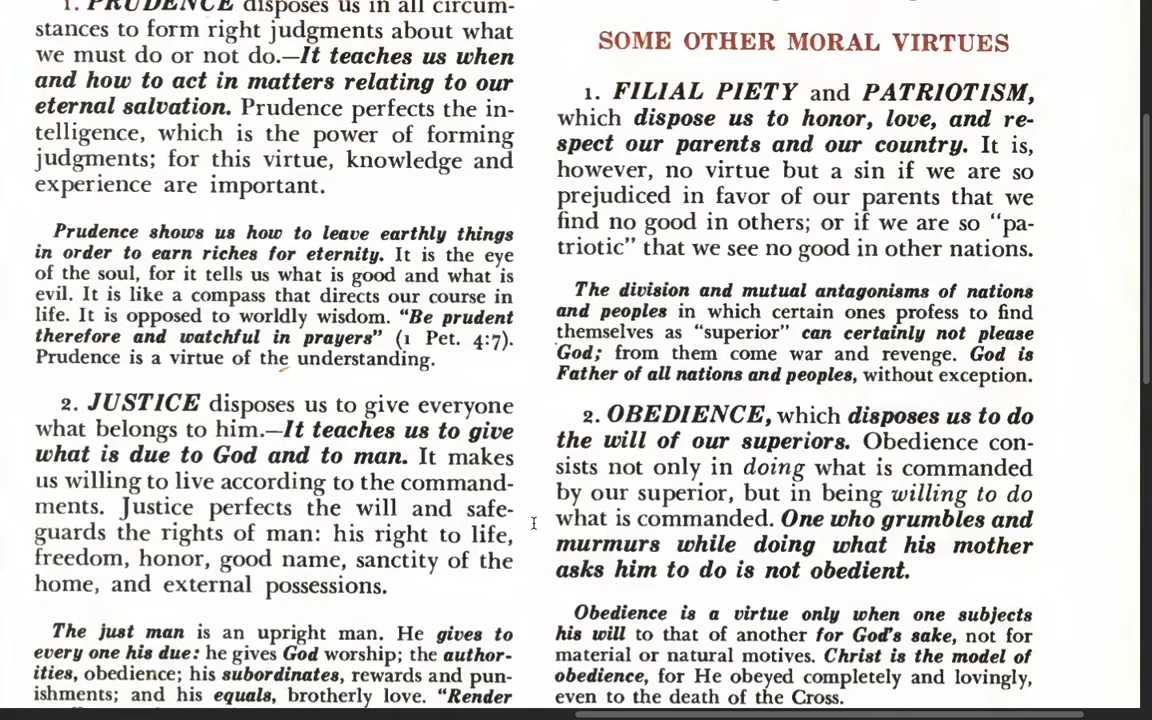 1. PRUDENCE disposes us in all circum-
stances to form right judgments about what
we must do or not do.—It teaches us when
and how to act in matters relating to our
eternal salvation. Prudence perfects the in-
telligence, which is the power of forming
judgments; for this virtue, knowledge and
experience are important.
Prudence shows us how to leave earthly things
in order to earn riches for eternity. It is the eye
of the soul, for it tells us what is good and what is
evil. It is like a compass that directs our course in
life. It is opposed to worldly wisdom. “Be prudent
therefore and watchful in prayers” (1 Pet. 4:7).
Prudence is a virtue of the understanding.
2. JUSTICE disposes us to give everyone
what belongs to him.—It teaches us to give
what is due to God and to man. It makes
us willing to live according to the command-
ments. Justice perfects the will and safe-
guards the rights of man: his right to life,
freedom, honor, good name, sanctity of the
home, and external possessions.
The just man is an upright man. He gives to
every one his due: he gives God worship; the author-
ities, obedience; his subordinates, rewards and pun-
ishments; and his equals, brotherly love. “Render
SOME OTHER MORAL VIRTUES
1. FILIAL PIETY and PATRIOTISM,
which dispose us to honor, love, and re-
spect our parents and our country. It is,
however, no virtue but a sin if we are so
prejudiced in favor of our parents that we
find no good in others; or if we are so “pa-
triotic” that we see no good in other nations.
The division and mutual antagonisms of nations
and peoples in which certain ones profess to find
themselves as “superior” can certainly not please
God; from them come war and revenge. God is
Father of all nations and peoples, without exception.
2. OBEDIENCE, which disposes us to do
the will of our superiors. Obedience con-
sists not only in doing what is commanded
by our superior, but in being willing to do
what is commanded. One who grumbles and
murmurs while doing what his mother
asks him to do is not obedient.
Obedience is a virtue only when one subjects
his will to that of another for God's sake, not for
material or natural motives. Christ is the model of
obedience, for He obeyed completely and lovingly,
even to the death of the Cross.